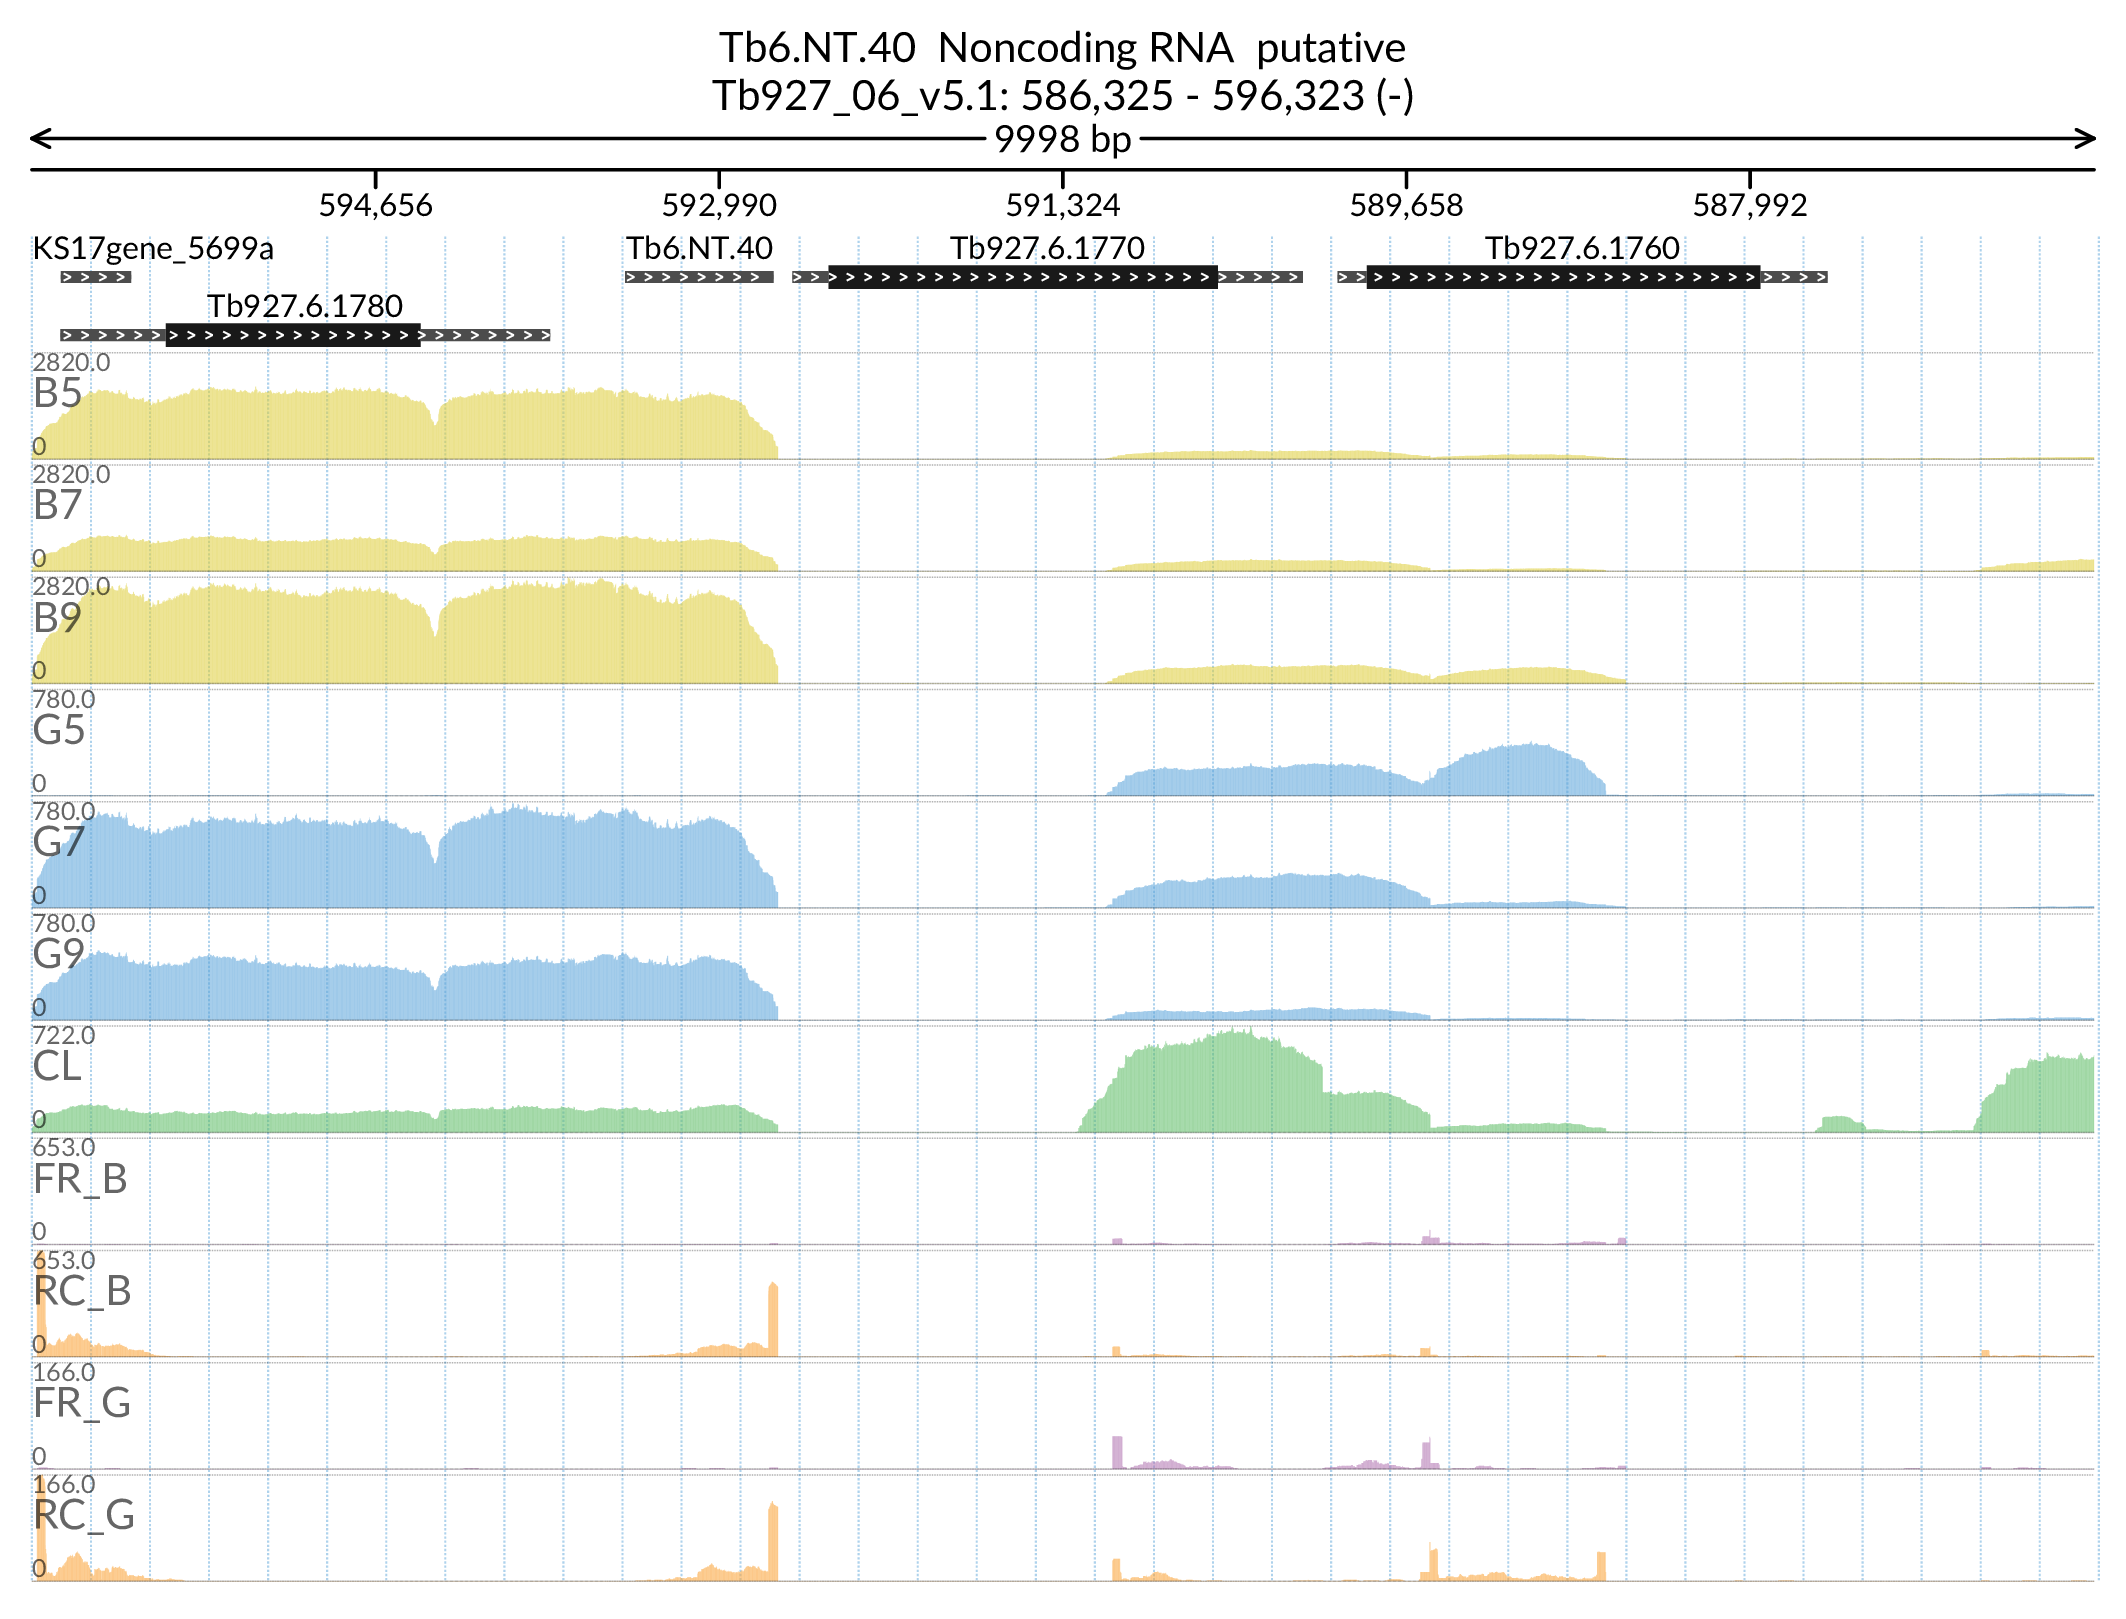 Tb6.NT.40 Noncoding RNA putative
Tb927_06_v5.1: 586,325 - 596,323 (-)
9998 bp
594,656 592,990 591,324 589,658 587,992
KS17gene_5699a Tb6.NT.40 Tb927.6.1770 Tb927.6.1760
Tb927.6.1780
2820.0
B5
0
2820.0
B7
0
2820.0
B9
0
780.0
G5
0
780.0
G7
0
780.0
G9
0
722.0
CL
0
653.0
FR_B
0
653.0
RC_B
0
166.0
FR_G
0
166.0
RC_G
0